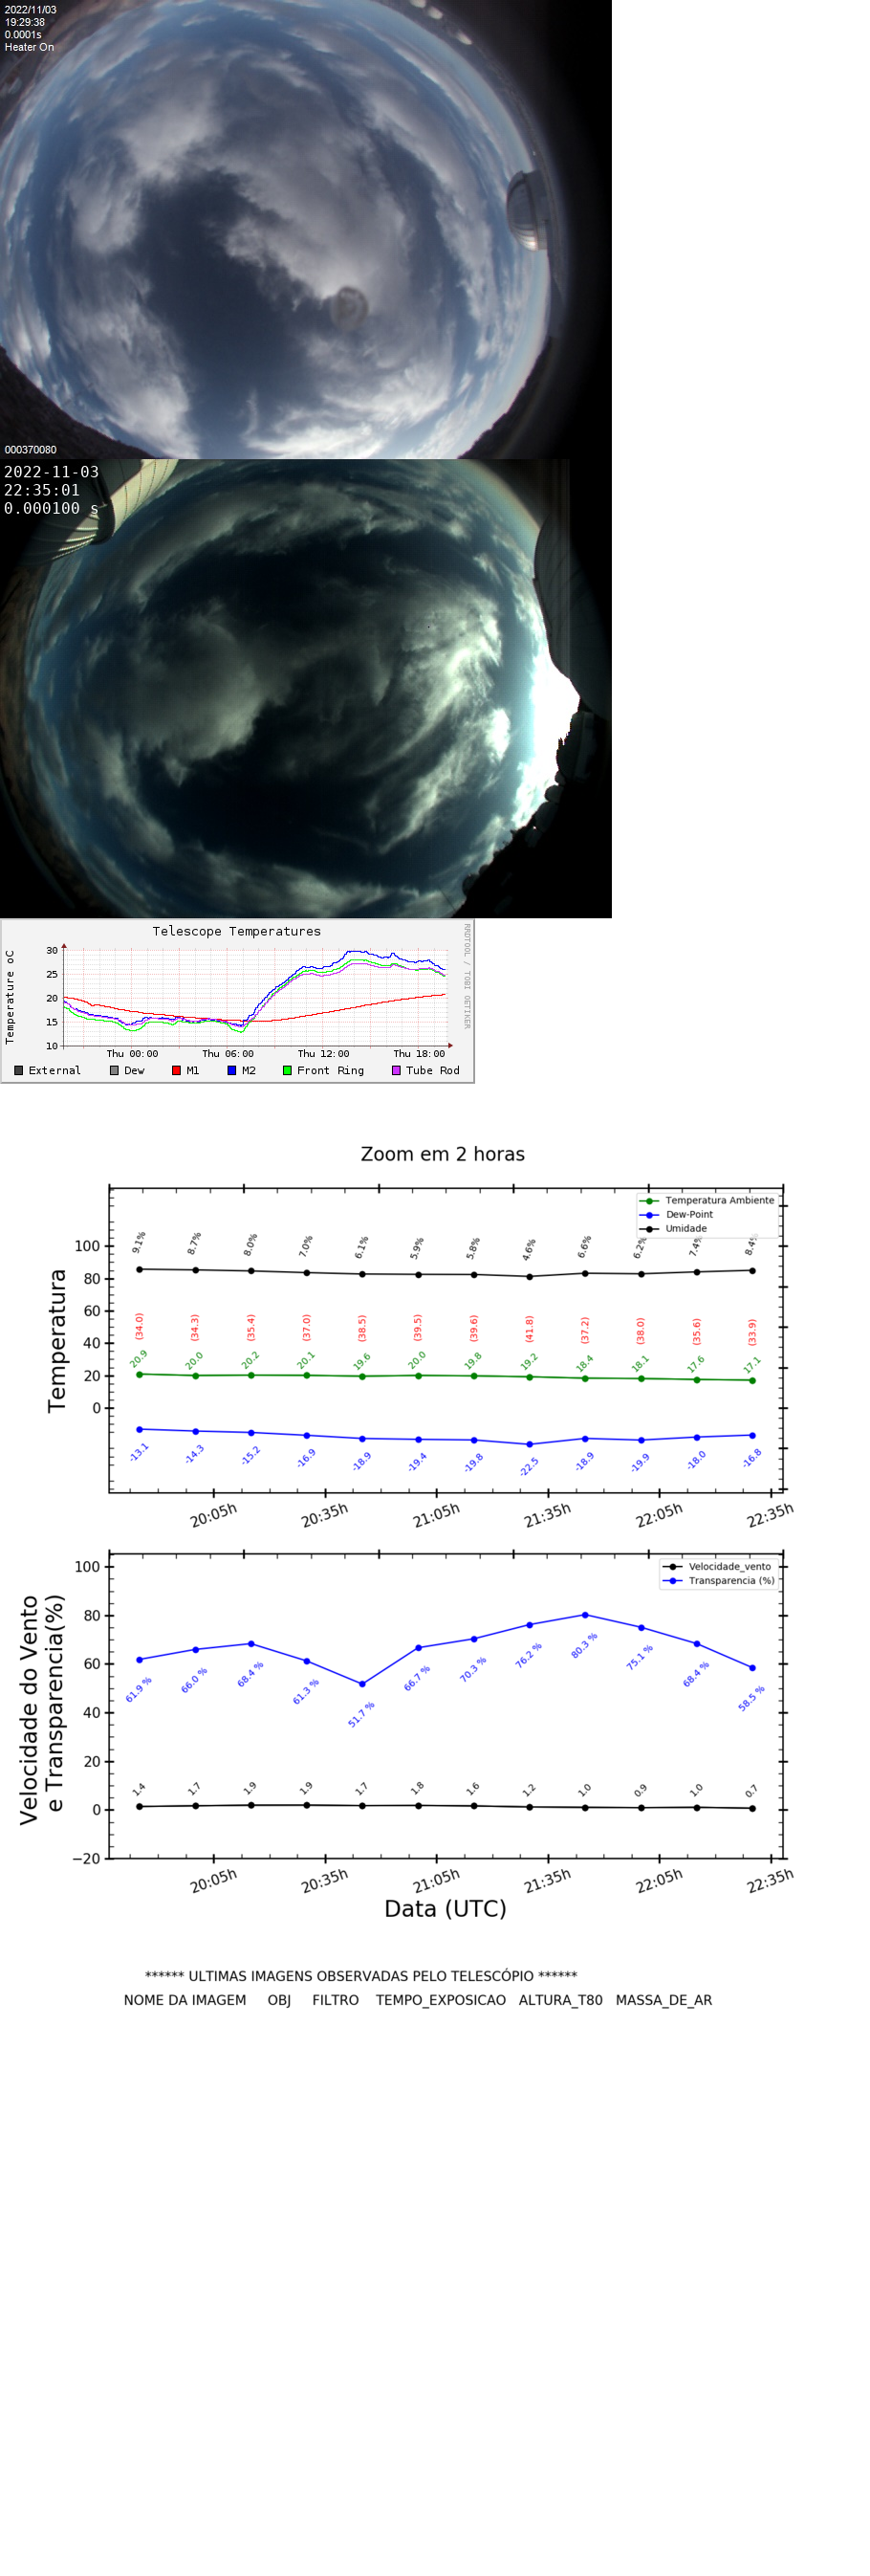 2022/11/03
19:29:38
0.0001s
Heater On
000370080
2022-11-03
22:35:01
0.000100 s
Telescope Temperatures
RRDTOOL / TOBI OETIKER
Temperature oC
30
25
20
15
10
Thu 00:00 Thu 06:00 Thu 12:00 Thu 18:00
External Dew M1 M2 Front Ring Tube Rod
Zoom em 2 horas
Temperatura Ambiente
Dew-Point
Umidade
Temperatura
100
80
60
40
20
0
9.1% 8.7% 8.0% 7.0% 6.1% 5.9% 5.8% 4.6% 6.6% 6.2% 7.4% 8.4%
(34.0) (34.3) (35.4) (37.0) (38.5) (39.5) (39.6) (41.8) (37.2) (38.0) (35.6) (33.9)
20.9 20.0 20.2 20.1 19.6 20.0 19.8 19.2 18.4 18.1 17.6 17.1
-13.1 -14.3 -15.2 -16.9 -18.9 -19.4 -19.8 -22.5 -18.9 -19.9 -18.0 -16.8
20:05h 20:35h 21:05h 21:35h 22:05h 22:35h
Velocidade_vento
Transparencia (%)
Velocidade do Vento
e Transparencia(%)
100
80
60
40
20
0
−20
61.9 % 66.0 % 68.4 % 61.3 % 51.7 % 66.7 % 70.3 % 76.2 % 80.3 % 75.1 % 68.4 % 58.5 %
1.4 1.7 1.9 1.9 1.7 1.8 1.6 1.2 1.0 0.9 1.0 0.7
20:05h 20:35h 21:05h 21:35h 22:05h 22:35h
Data (UTC)
****** ULTIMAS IMAGENS OBSERVADAS PELO TELESCÓPIO ******
NOME DA IMAGEM OBJ FILTRO TEMPO_EXPOSICAO ALTURA_T80 MASSA_DE_AR